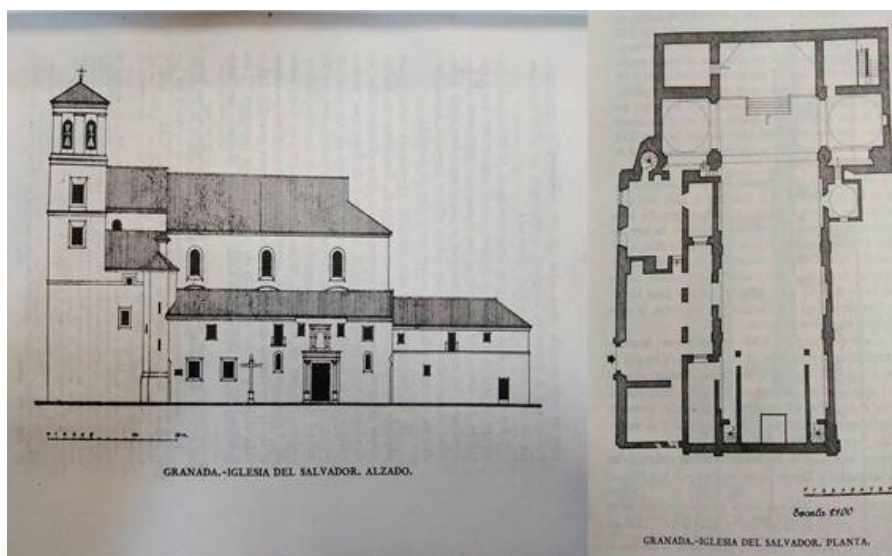 GRANADA.-IGLESIA DEL SALVADOR. ALZADO.
Escala 1:100
GRANADA.-IGLESIA DEL SALVADOR. PLANTA.